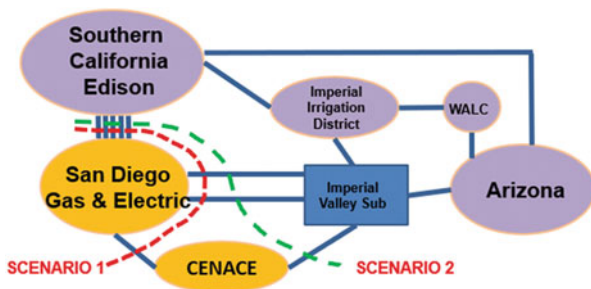 Southern
California
Edison
Imperial
Irrigation
District
WALC
San Diego
Gas & Electric
Imperial
Valley Sub
Arizona
SCENARIO 1
CENACE
SCENARIO 2